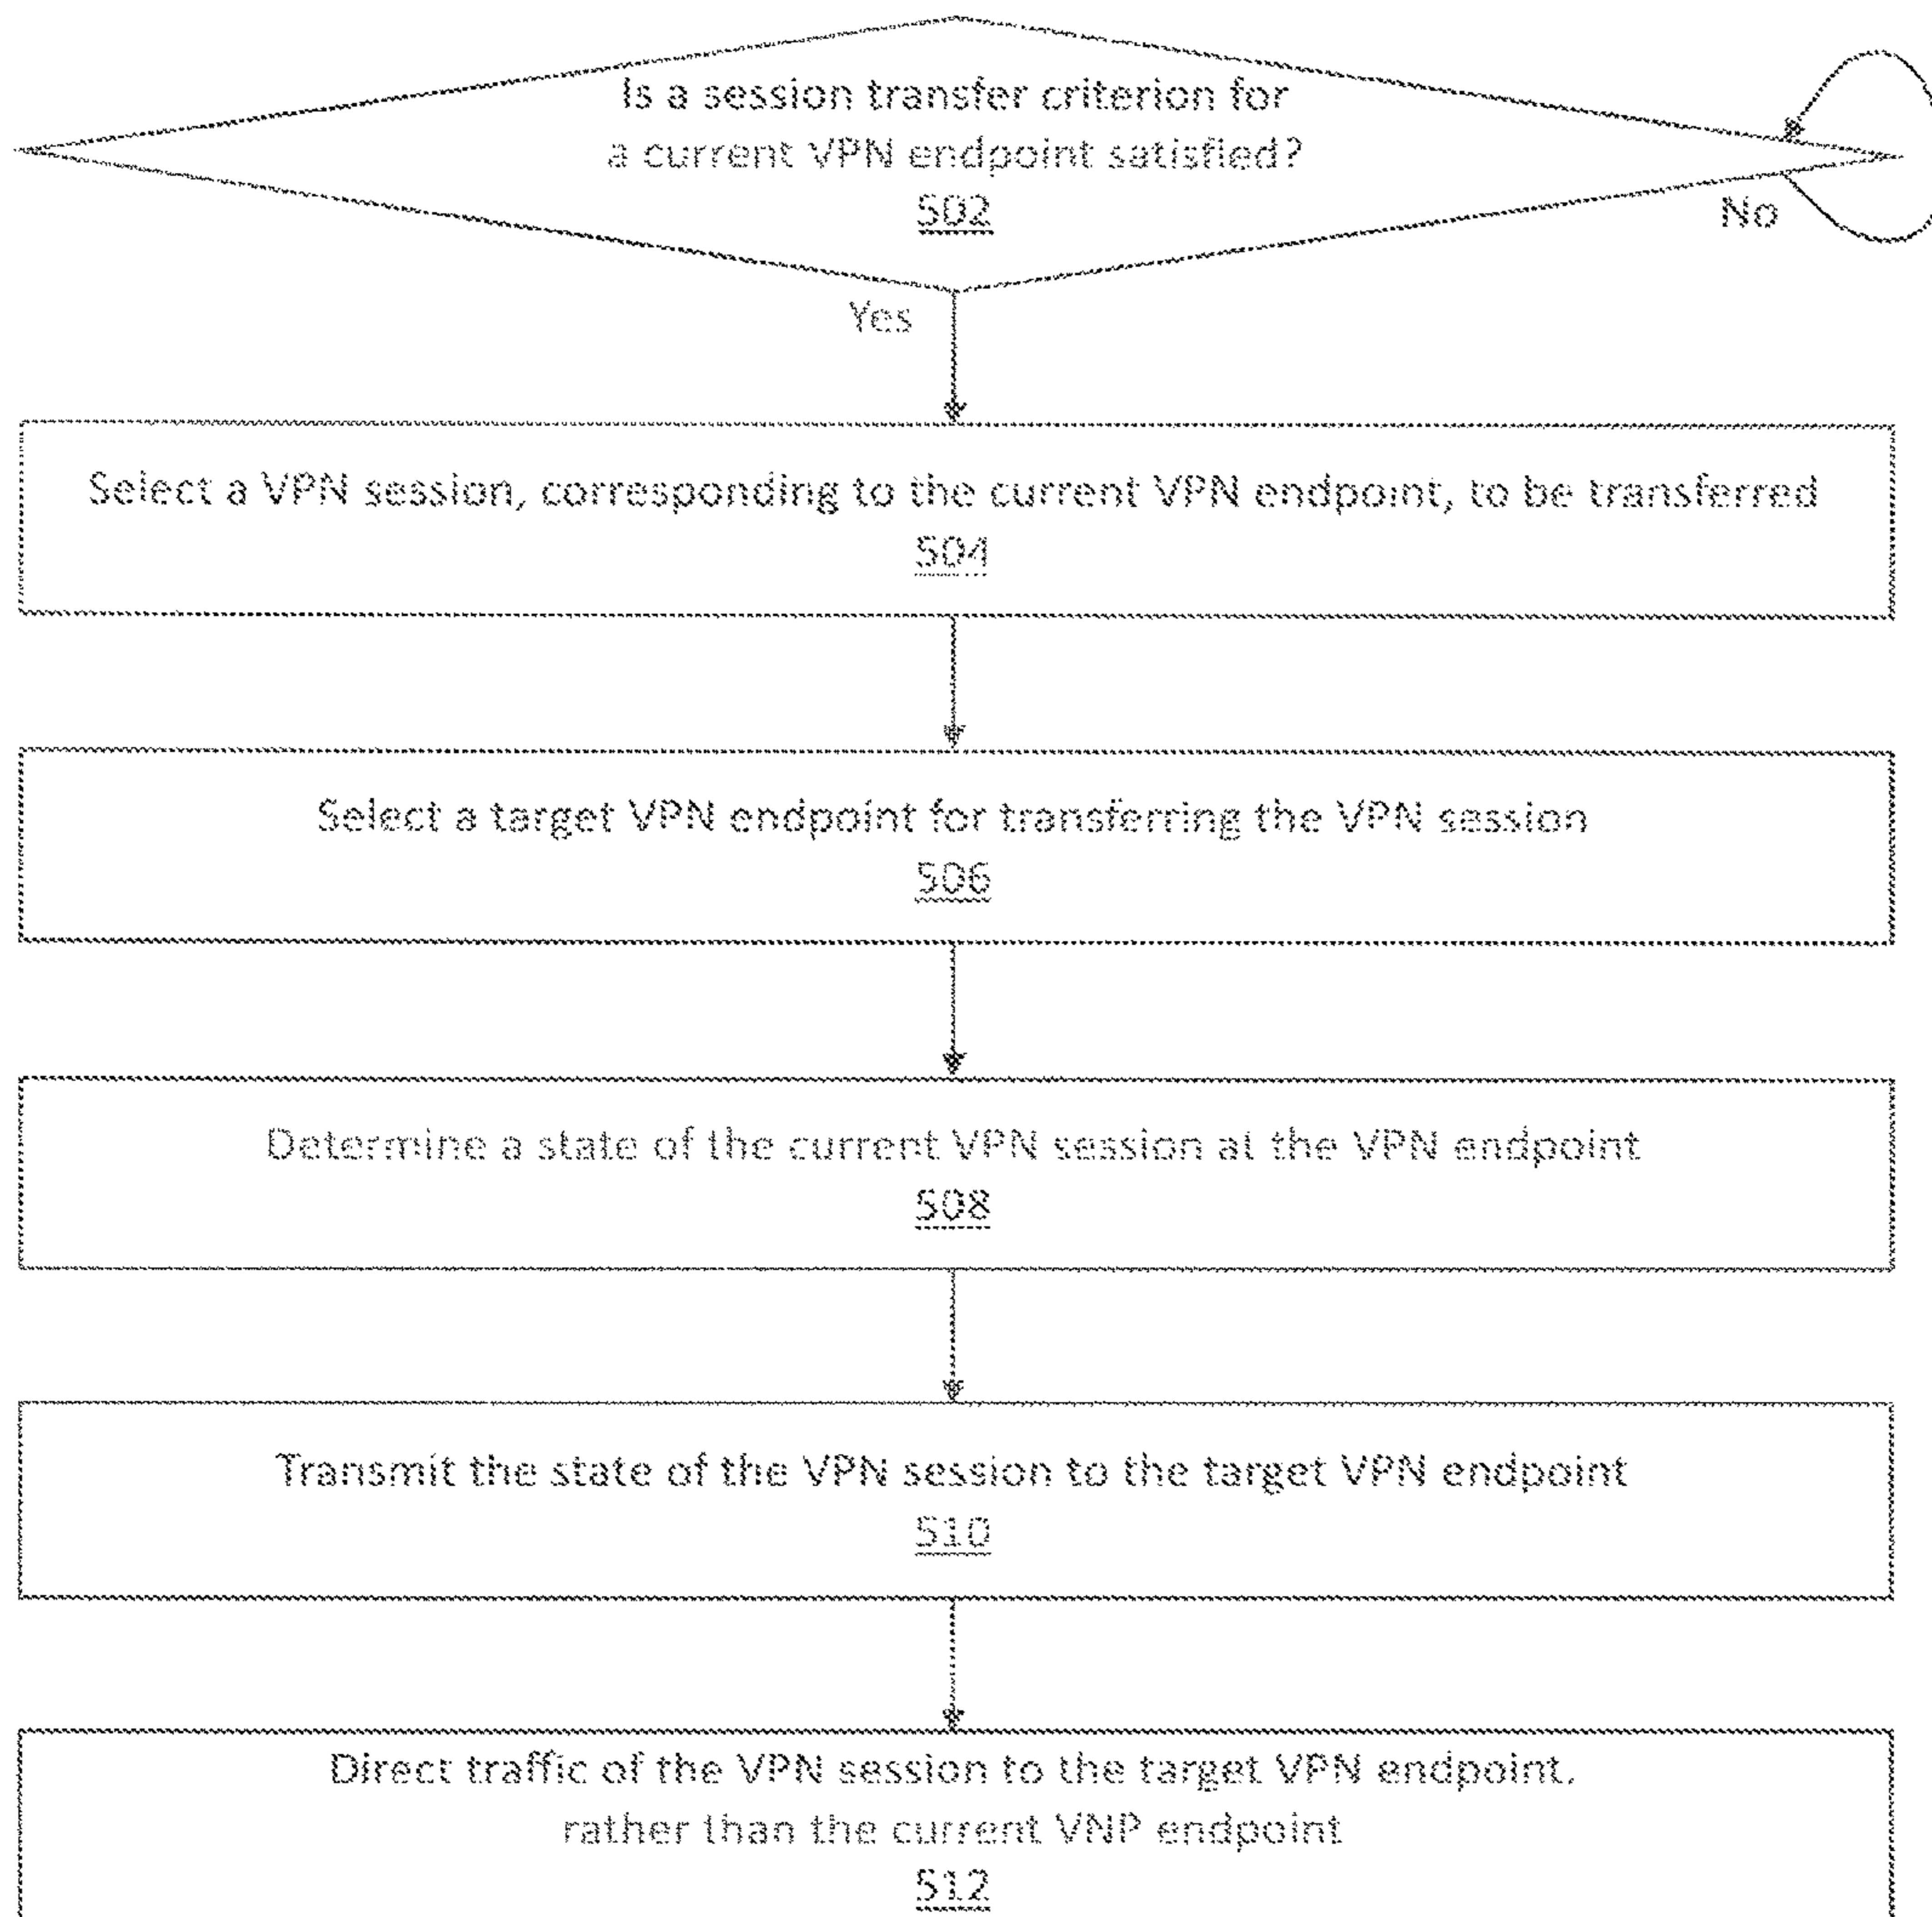 Is a session transfer criterion for
a current VPN endpoint satisfied?
502
No
Yes
Select a VPN session, corresponding to the current VPN endpoint, to be transferred
504
Select a target VPN endpoint for transferring the VPN session
506
Determine a state of the current VPN session at the VPN endpoint
508
Transmit the state of the VPN session to the target VPN endpoint
510
Direct traffic of the VPN session to the target VPN endpoint,
rather than the current VNP endpoint
512